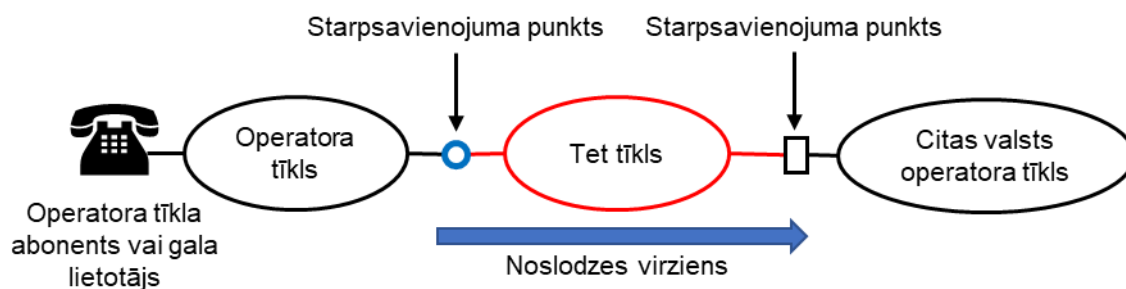 Starpsavienojuma punkts
Starpsavienojuma punkts
Operatora
tīkls
Tet tīkls
Citas valsts
operatora tīkls
Operatora tīkla
abonents vai gala
lietotājs
Noslodzes virziens